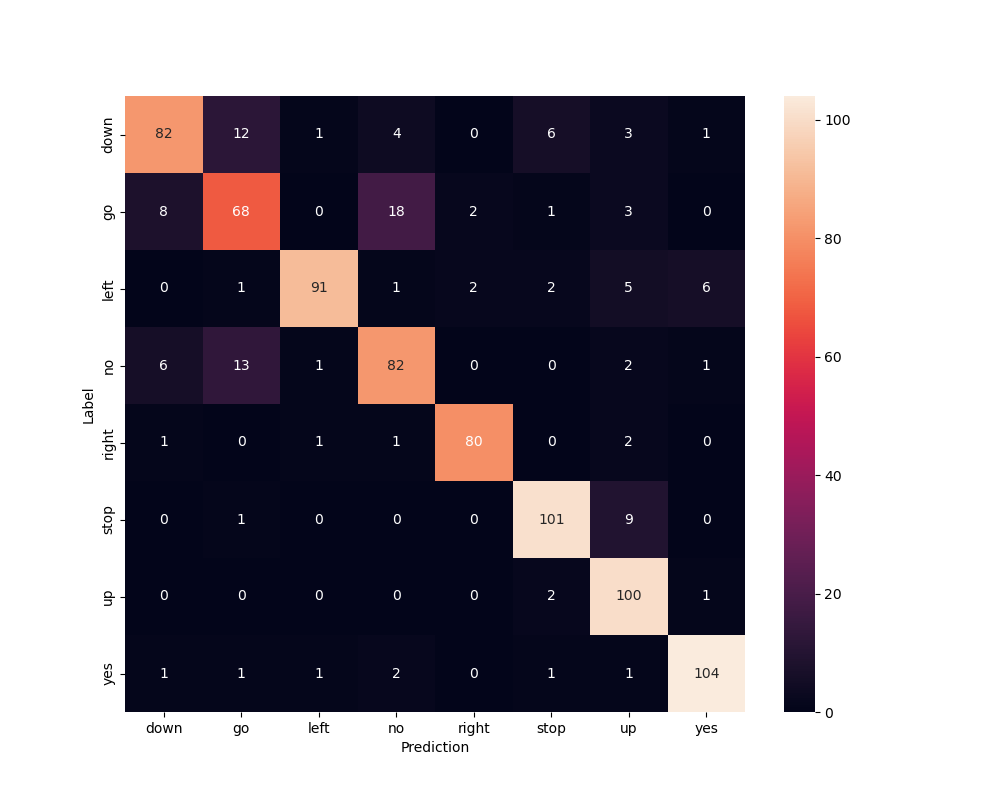 down 82 12 1 4 0 6 3 1
go 8 68 0 18 2 1 3 0
left 0 1 91 1 2 2 5 6
no 6 13 1 82 0 0 2 1
right 1 0 1 1 80 0 2 0
stop 0 1 0 0 0 101 9 0
up 0 0 0 0 0 2 100 1
yes 1 1 1 2 0 1 1 104
Label
down go left no right stop up yes
Prediction
100
80
60
40
20
0